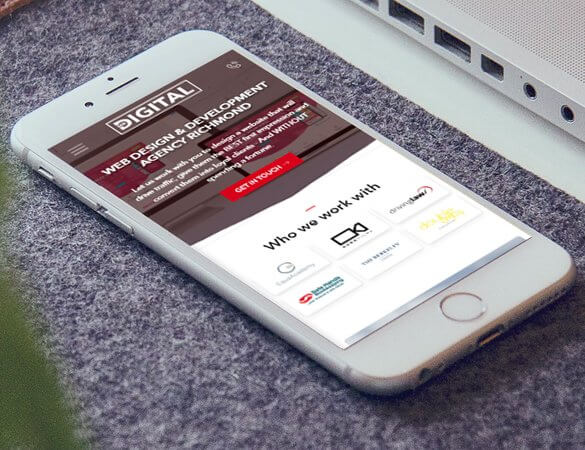 DIGITAL
WEB DESIGN & DEVELOPMENT
AGENCY RICHMOND
Let us work with you to design a website that will
drive traffic, give them the BEST first impression and
convert them into loyal clients - And WITHOUT
spending a fortune
GET IN TOUCH
Who we work with
drivinglaw
THE BERKELEY